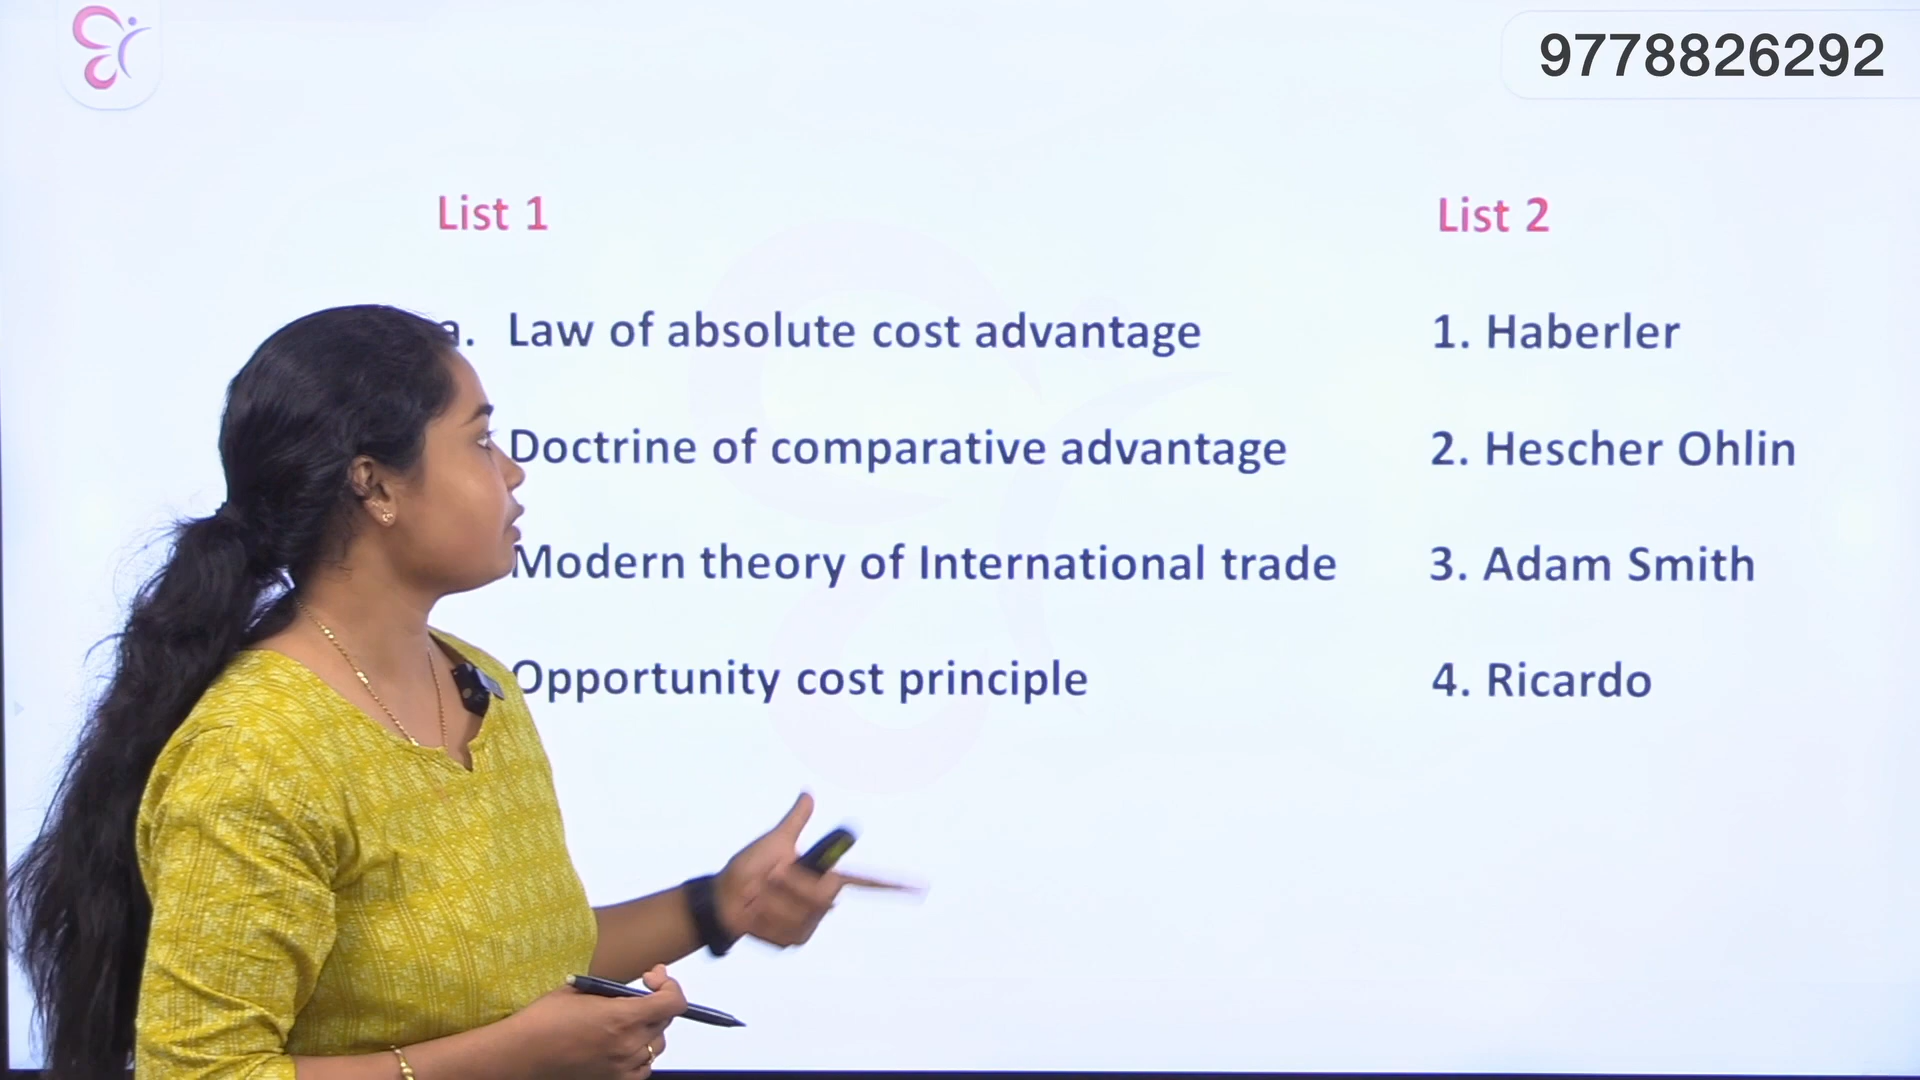 9778826292
List 1
List 2
a. Law of absolute cost advantage
1. Haberler
Doctrine of comparative advantage
2. Hescher Ohlin
Modern theory of International trade
3. Adam Smith
Opportunity cost principle
4. Ricardo